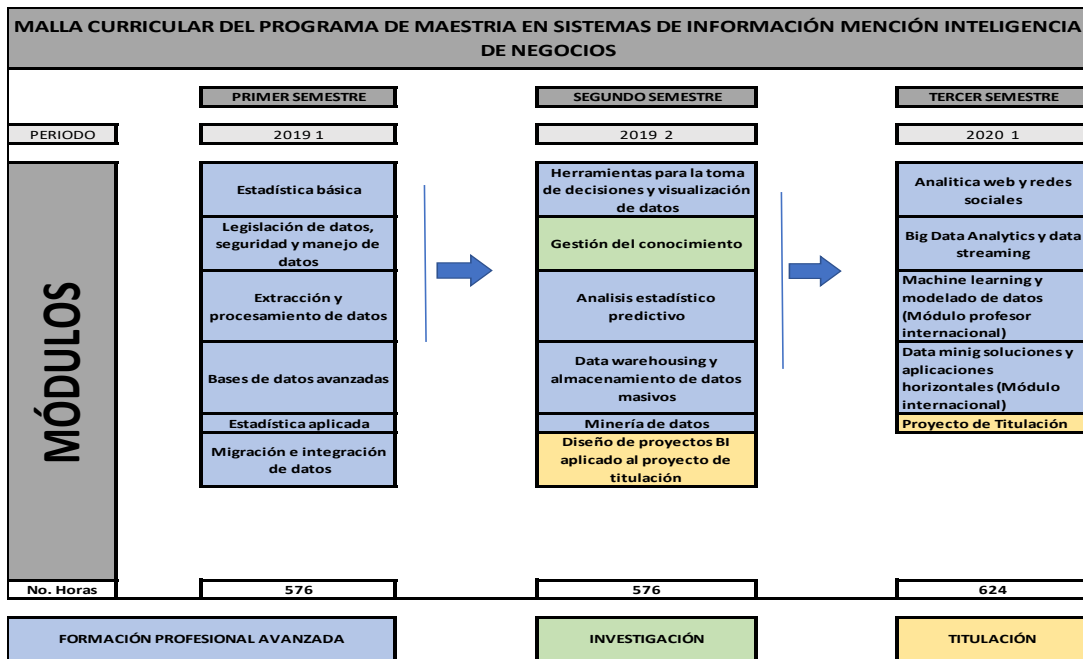 MALLA CURRICULAR DEL PROGRAMA DE MAESTRIA EN SISTEMAS DE INFORMACIÓN MENCIÓN INTELIGENCIA
DE NEGOCIOS
PRIMER SEMESTRE
SEGUNDO SEMESTRE
TERCER SEMESTRE
PERIODO
2019 1
2019 2
2020 1
MÓDULOS
Estadística básica
Legislación de datos,
seguridad y manejo de
datos
Extracción y
procesamiento de datos
Bases de datos avanzadas
Estadística aplicada
Migración e integración
de datos
Herramientas para la toma
de decisiones y visualización
de datos
Gestión del conocimiento
Analisis estadístico
predictivo
Data warehousing y
almacenamiento de datos
masivos
Minería de datos
Diseño de proyectos BI
aplicado al proyecto de
titulación
Analitica web y redes
sociales
Big Data Analytics y data
streaming
Machine learning y
modelado de datos
(Módulo profesor
internacional)
Data minig soluciones y
aplicaciones
horizontales (Módulo
internacional)
Proyecto de Titulación
No. Horas
576
576
624
FORMACIÓN PROFESIONAL AVANZADA
INVESTIGACIÓN
TITULACIÓN